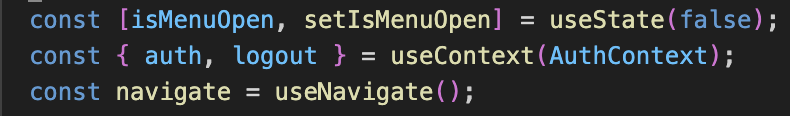 const [isMenuOpen, setIsMenuOpen] = useState(false);
const { auth, logout } = useContext(AuthContext);
const navigate = useNavigate();